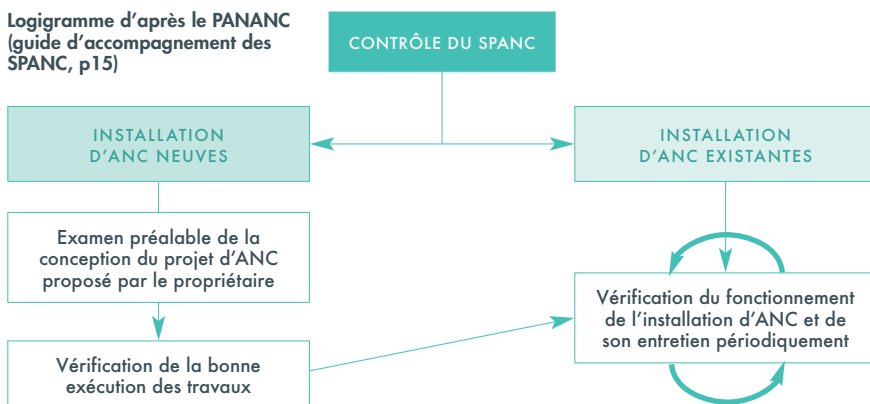 Logigramme d'après le PANANC
(guide d'accompagnement des
SPANC, p15)
CONTRÔLE DU SPANC
INSTALLATION
D'ANC NEUVES
INSTALLATION
D'ANC EXISTANTES
Examen préalable de la
conception du projet d'ANC
proposé par le propriétaire
Vérification du fonctionnement
de l'installation d'ANC et de
son entretien périodiquement
Vérification de la bonne
exécution des travaux